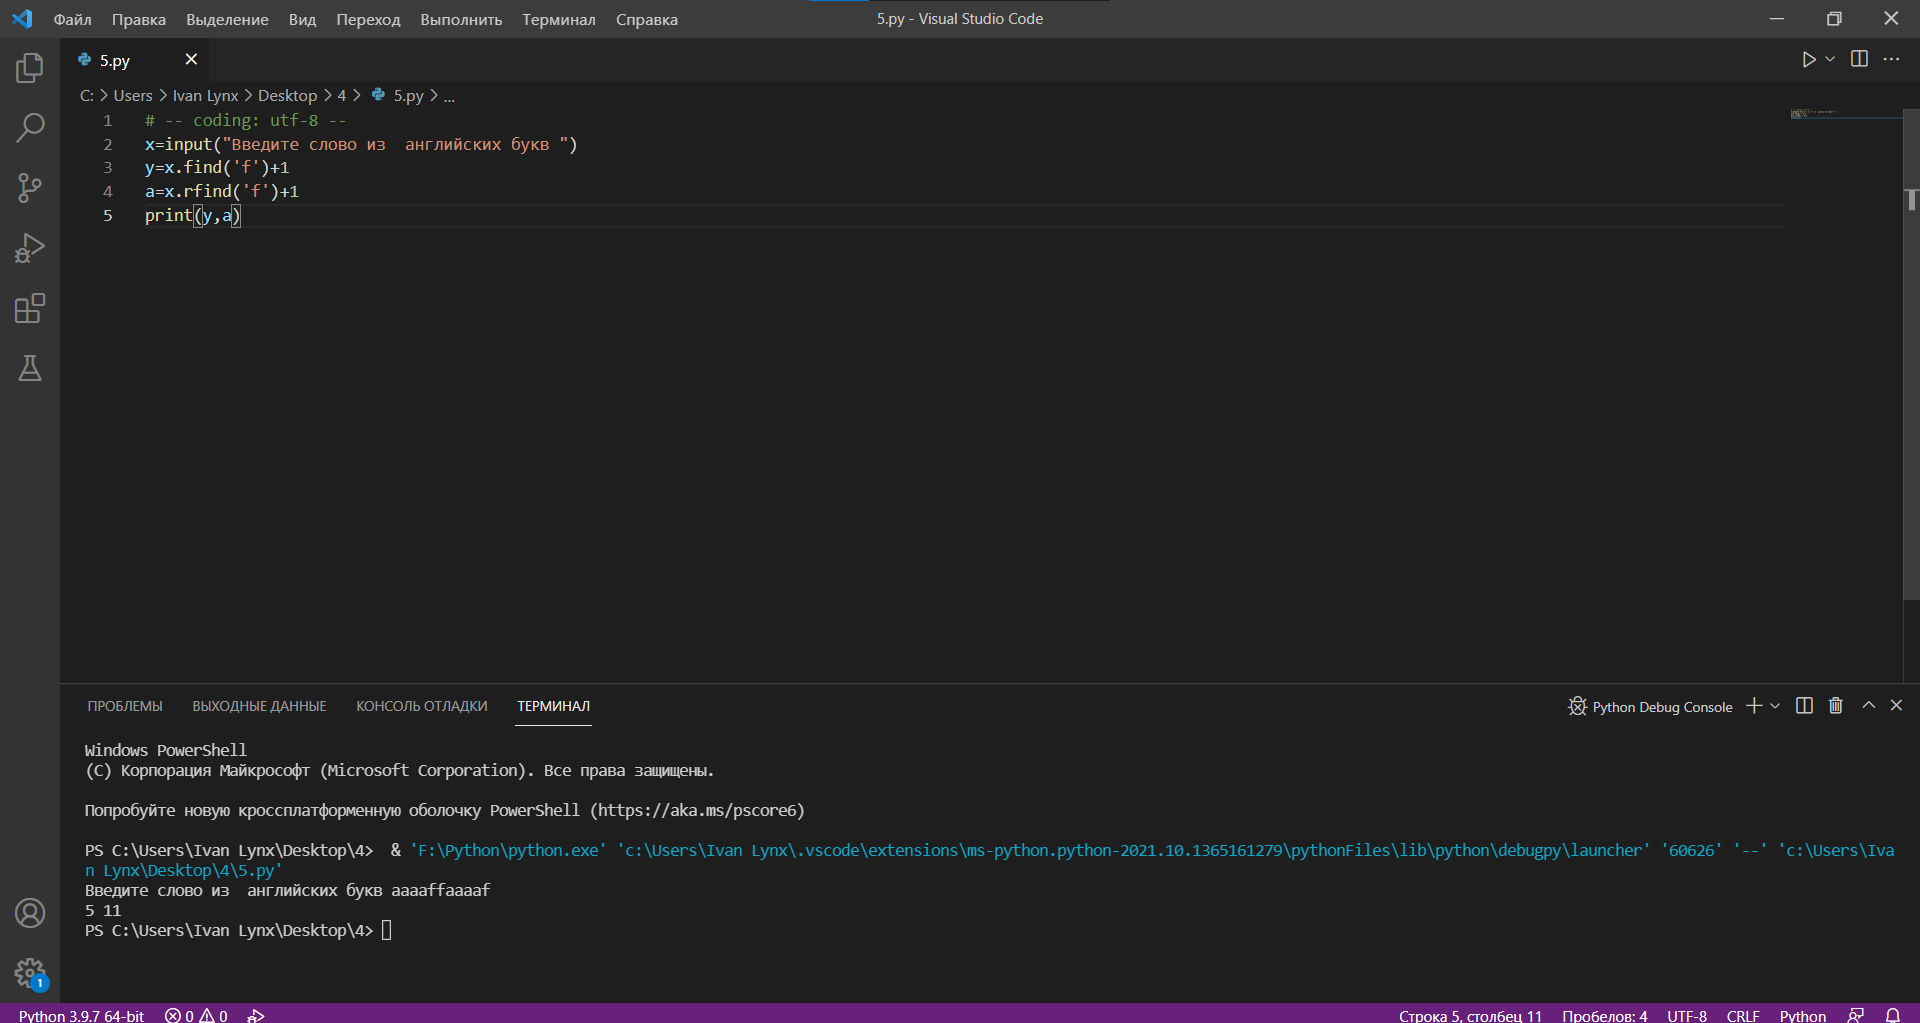 Файл Правка Выделение Вид Переход Выполнить Терминал Справка 5.py - Visual Studio Code
5.py
C: > Users > Ivan Lynx > Desktop > 4 > 5.py > ...
1 # -- coding: utf-8 --
2 x=input("Введите слово из  английских букв ")
3 y=x.find('f')+1
4 a=x.rfind('f')+1
5 print(y,a)
ПРОБЛЕМЫ ВЫХОДНЫЕ ДАННЫЕ КОНСОЛЬ ОТЛАДКИ ТЕРМИНАЛ Python Debug Console
Windows PowerShell
(C) Корпорация Майкрософт (Microsoft Corporation). Все права защищены.
Попробуйте новую кроссплатформенную оболочку PowerShell (https://aka.ms/pscore6)
PS C:\Users\Ivan Lynx\Desktop\4>  & 'F:\Python\python.exe' 'c:\Users\Ivan Lynx\.vscode\extensions\ms-python.python-2021.10.1365161279\pythonFiles\lib\python\debugpy\launcher' '60626' '--' 'c:\Users\Iva
n Lynx\Desktop\4\5.py'
Введите слово из  английских букв aaaaffaaaaf
5 11
PS C:\Users\Ivan Lynx\Desktop\4>
1
Python 3.9.7 64-bit 0 0 Строка 5, столбец 11 Пробелов: 4 UTF-8 CRLF Python